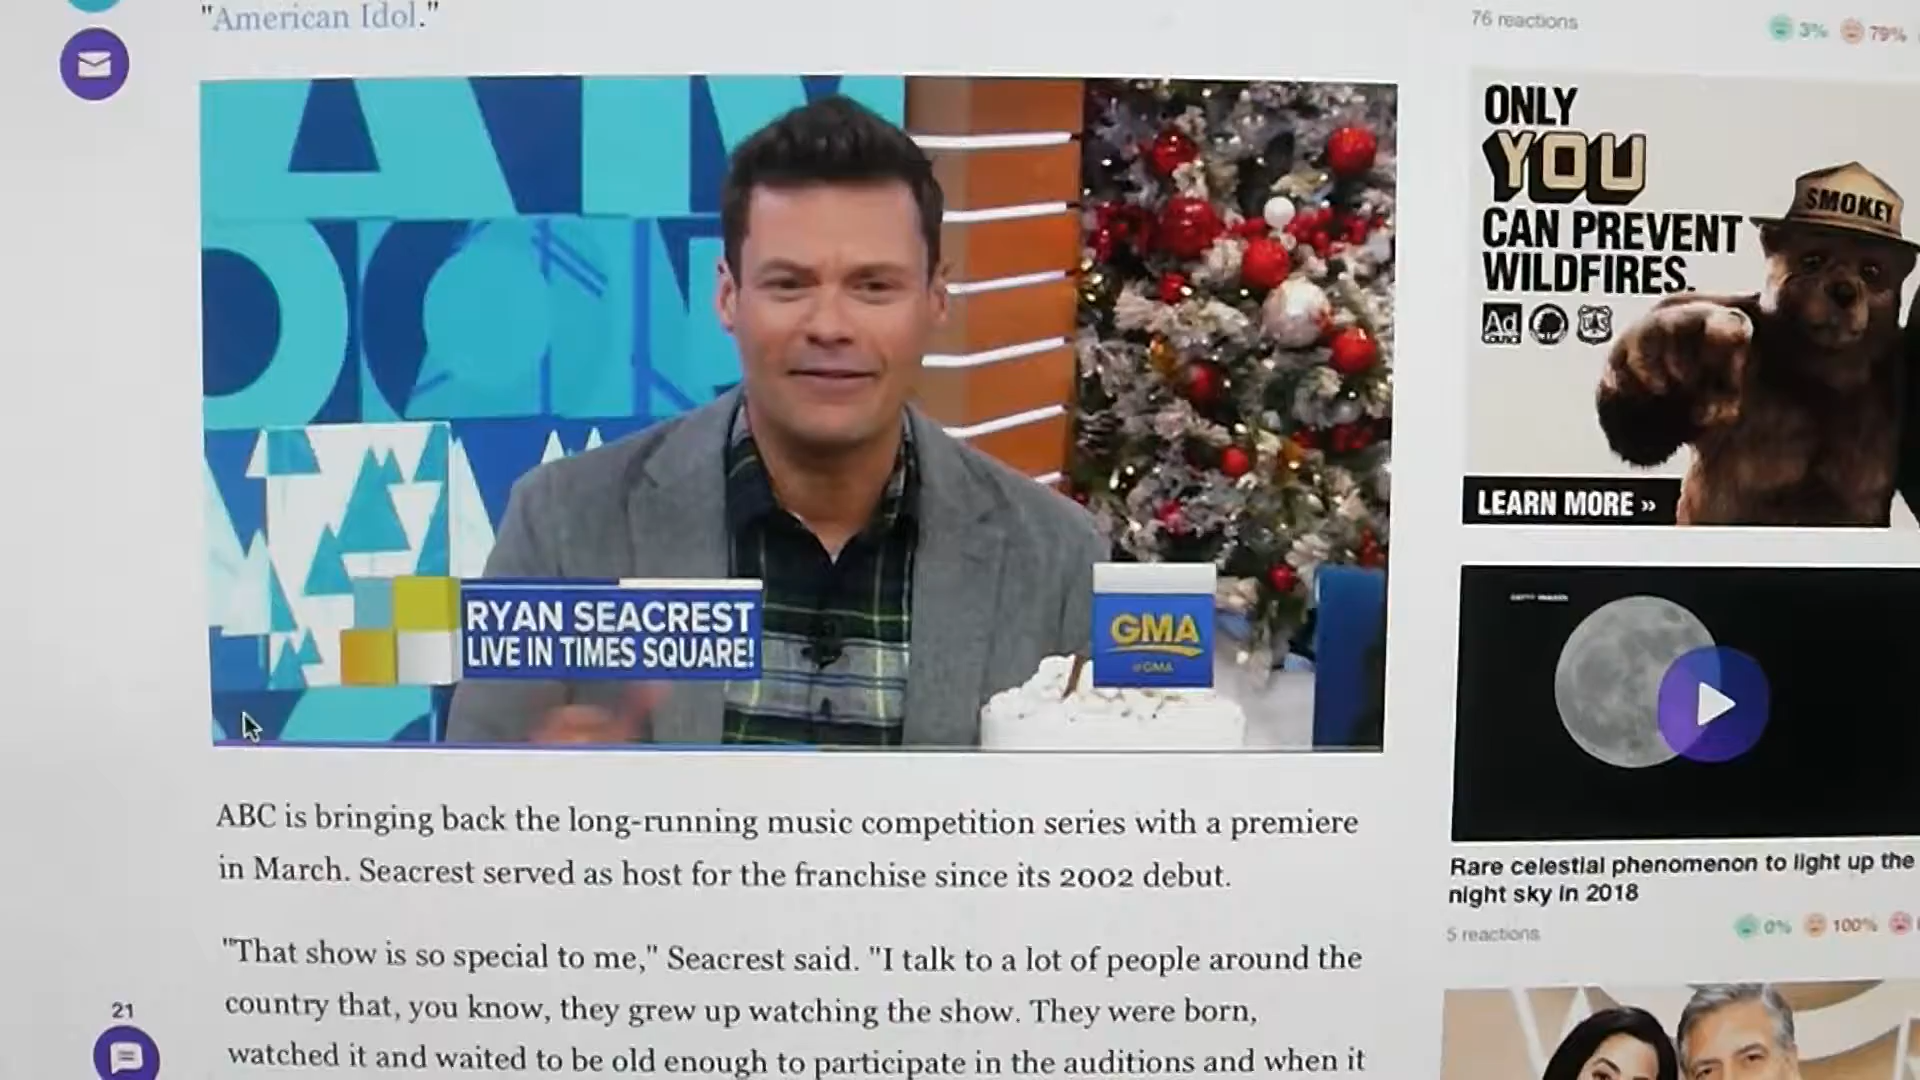 "American Idol."
RYAN SEACREST
LIVE IN TIMES SQUARE!
GMA
@GMA
ABC is bringing back the long-running music competition series with a premiere
in March. Seacrest served as host for the franchise since its 2002 debut.
"That show is so special to me," Seacrest said. "I talk to a lot of people around the
country that, you know, they grew up watching the show. They were born,
watched it and waited to be old enough to participate in the auditions and when it
21
76 reactions
3% 79%
ONLY
YOU
CAN PREVENT
WILDFIRES.
SMOKEY
Ad
COUNCIL
LEARN MORE »
Rare celestial phenomenon to light up the
night sky in 2018
5 reactions
0% 100%